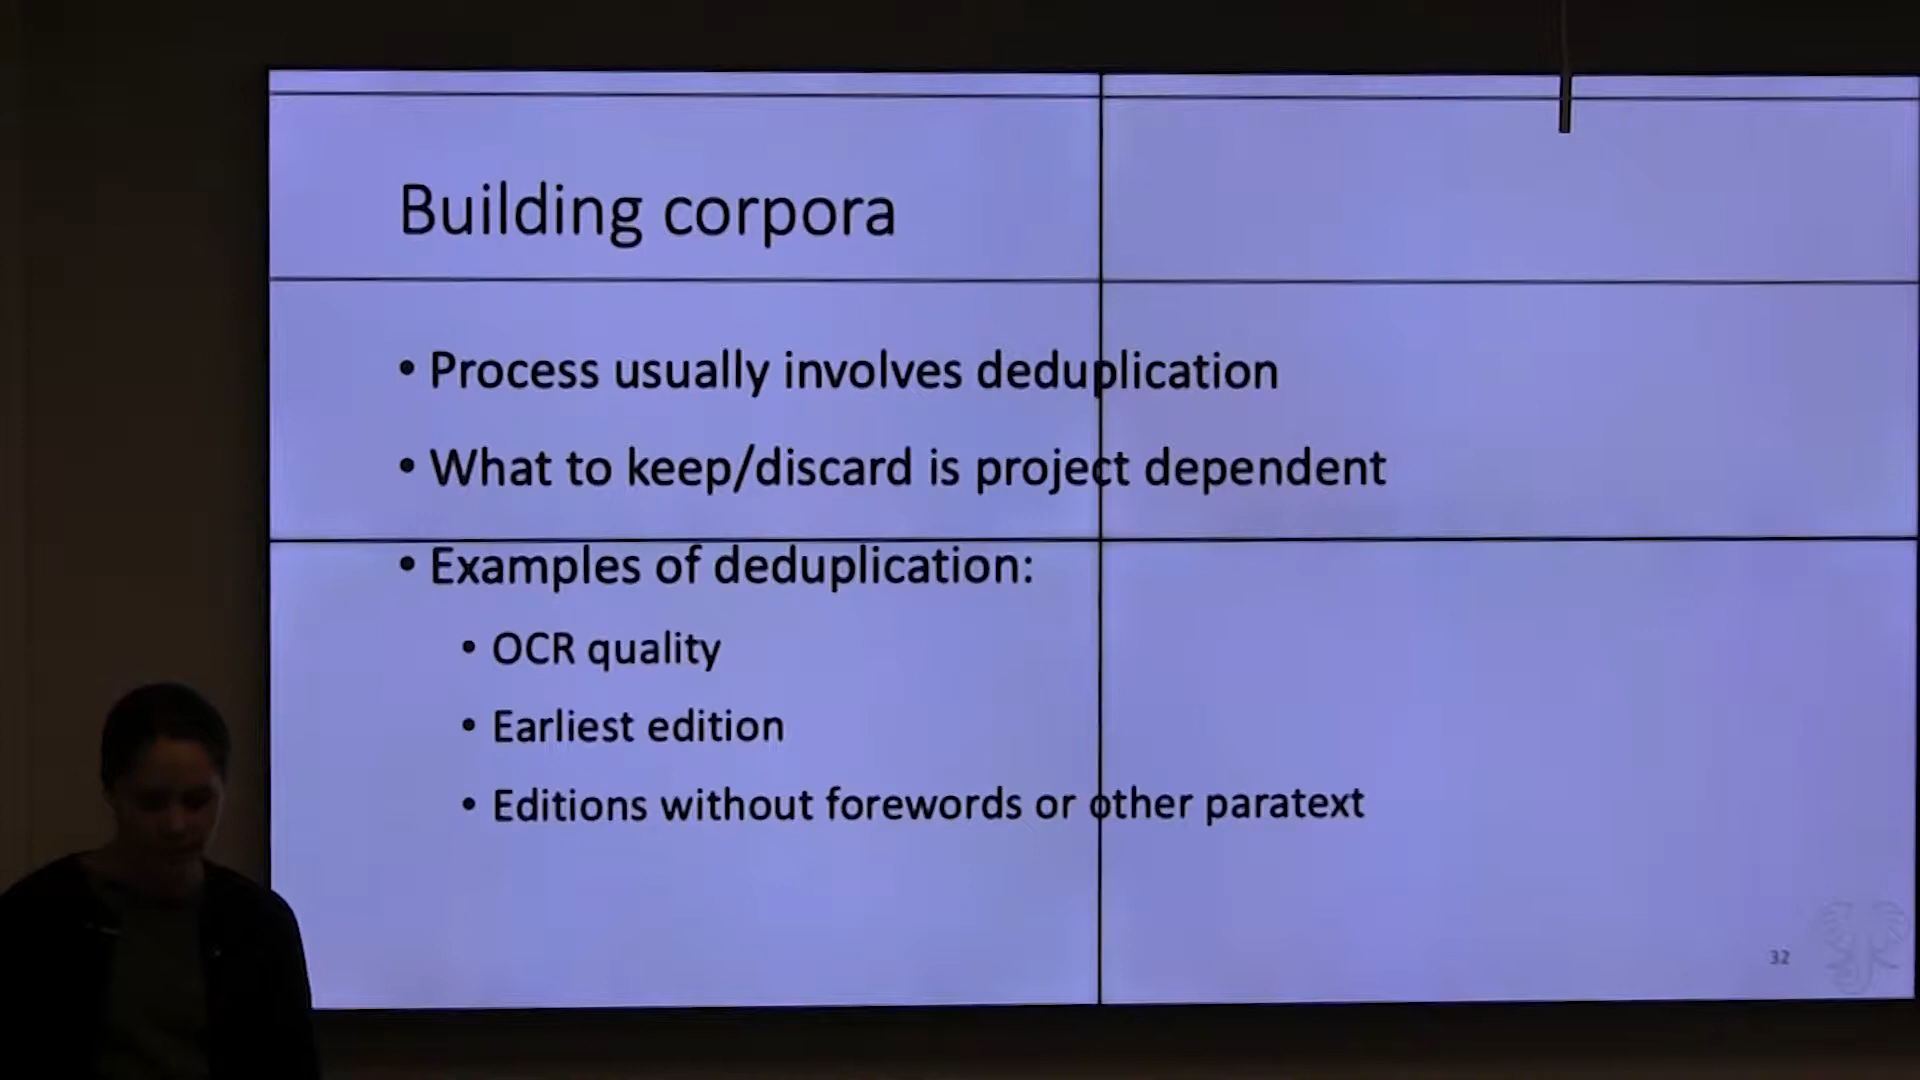 Building corpora
• Process usually involves deduplication
• What to keep/discard is project dependent
• Examples of deduplication:
• OCR quality
• Earliest edition
• Editions without forewords or other paratext
32